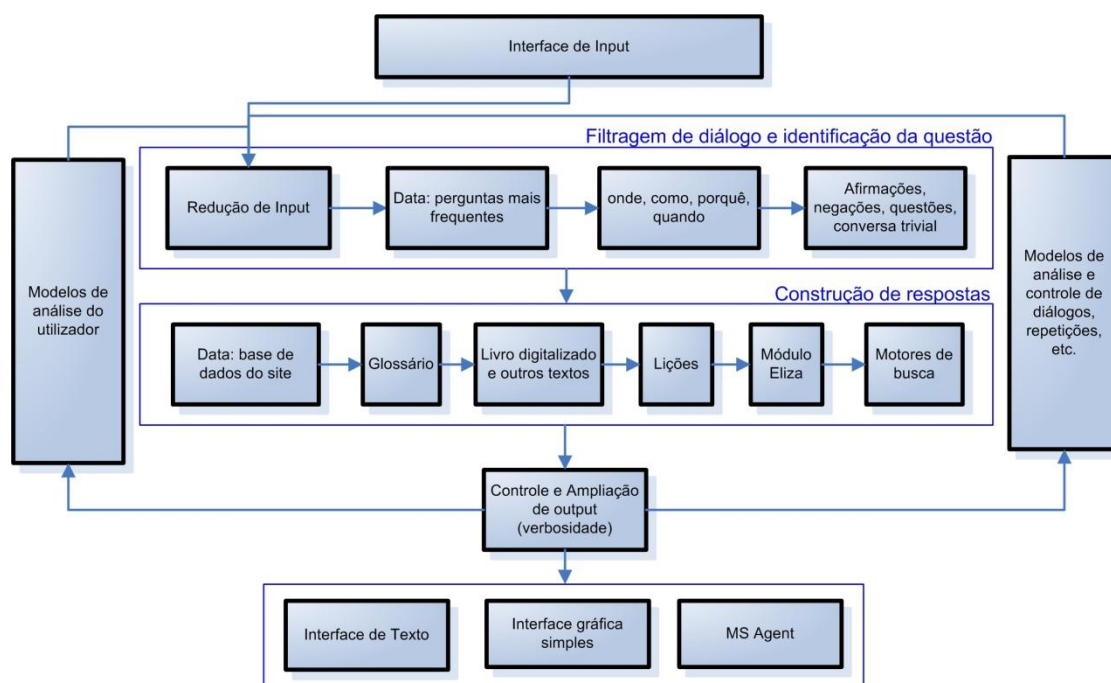 Interface de Input
Filtragem de diálogo e identificação da questão
Redução de Input
Data: perguntas mais
frequentes
onde, como, porquê,
quando
Afirmações,
negações, questões,
conversa trivial
Modelos de
análise do
utilizador
Modelos de
análise e
controle de
diálogos,
repetições,
etc.
Construção de respostas
Data: base de
dados do site
Glossário
Livro digitalizado
e outros textos
Lições
Módulo
Eliza
Motores de
busca
Controle e Ampliação
de output
(verbosidade)
Interface de Texto
Interface gráfica
simples
MS Agent